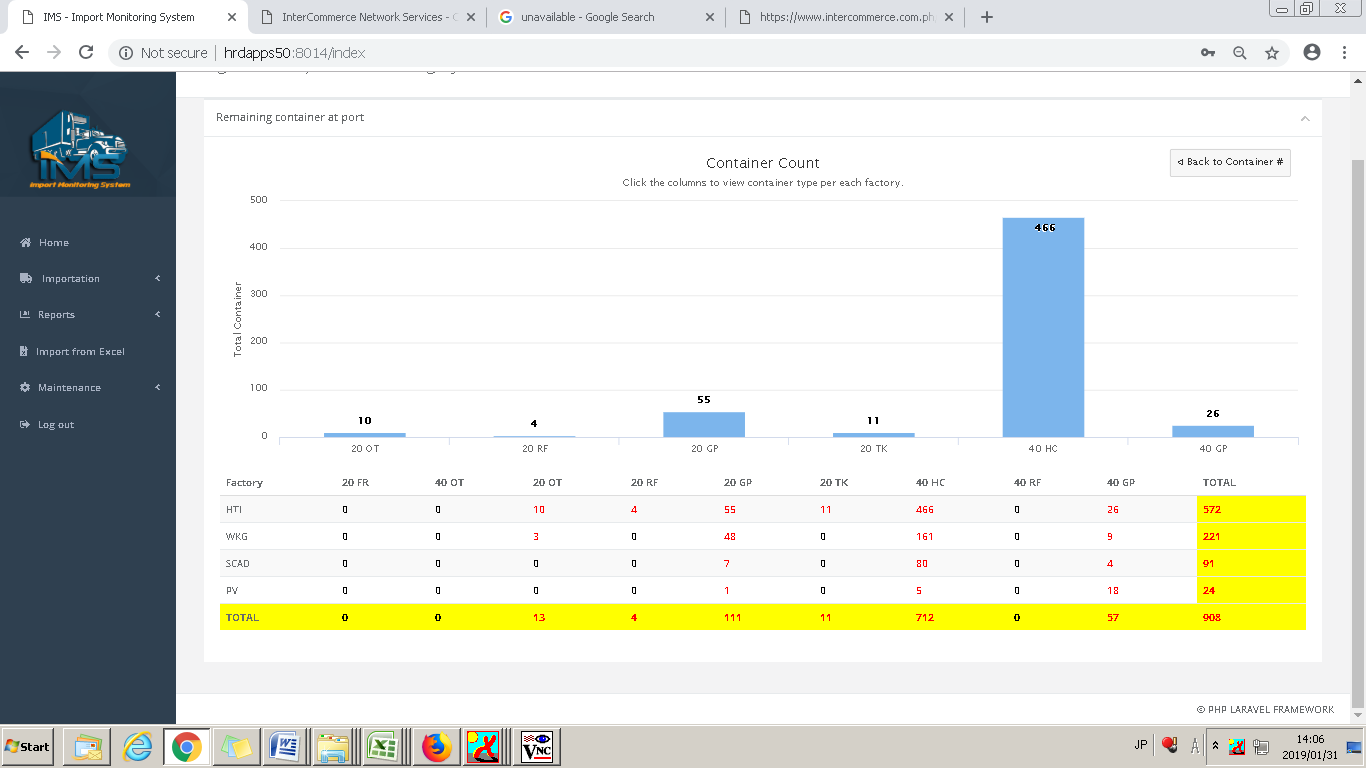 IMS - Import Monitoring System
InterCommerce Network Services - C
unavailable - Google Search
https://www.intercommerce.com.ph
Not secure | hrdapps50:8014/index
IMS
Import Monitoring System
Home
Importation
Reports
Import from Excel
Maintenance
Log out
Remaining container at port
Container Count
Back to Container #
Click the columns to view container type per each factory.
Total Container
500
400
300
200
100
0
10
4
55
11
466
26
20 OT 20 RF 20 GP 20 TK 40 HC 40 GP
Factory 20 FR 40 OT 20 OT 20 RF 20 GP 20 TK 40 HC 40 RF 40 GP TOTAL
HTI 0 0 10 4 55 11 466 0 26 572
WKG 0 0 3 0 48 0 161 0 9 221
SCAD 0 0 0 0 7 0 80 0 4 91
PV 0 0 0 0 1 0 5 0 18 24
TOTAL 0 0 13 4 111 11 712 0 57 908
© PHP LARAVEL FRAMEWORK
Start
VNC
JP
14:06
2019/01/31